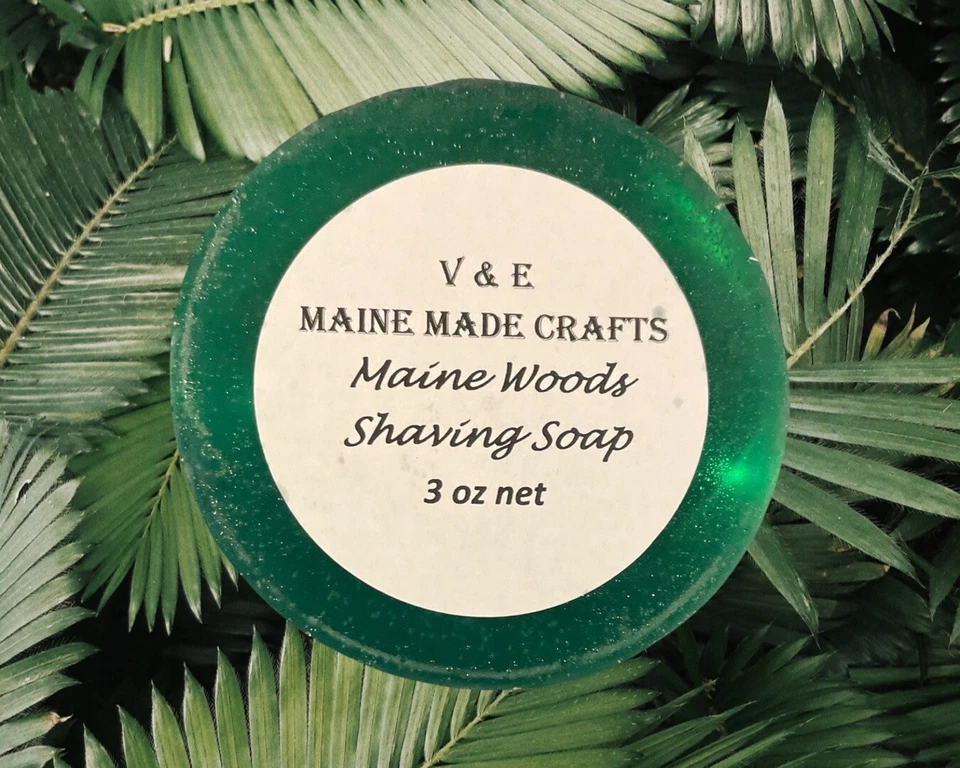 V & E
MAINE MADE CRAFTS
Maine Woods
Shaving Soap
3 oz net